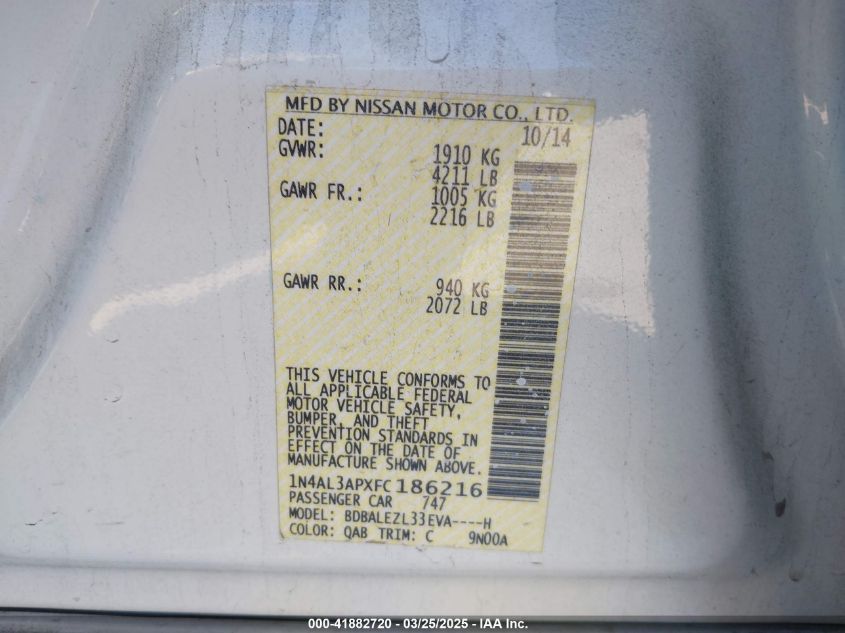 MFD BY NISSAN MOTOR CO., LTD.
DATE: 10/14
GVWR: 1910 KG
4211 LB
GAWR FR.: 1005 KG
2216 LB
GAWR RR.: 940 KG
2072 LB
THIS VEHICLE CONFORMS TO
ALL APPLICABLE FEDERAL
MOTOR VEHICLE SAFETY,
BUMPER, AND THEFT
PREVENTION STANDARDS IN
EFFECT ON THE DATE OF
MANUFACTURE SHOWN ABOVE.
1N4AL3APXFC186216
PASSENGER CAR 747
MODEL: BDBALEZL33EVA----H
COLOR: QAB TRIM: C 9N00A
000-41882720 - 03/25/2025 - IAA Inc.